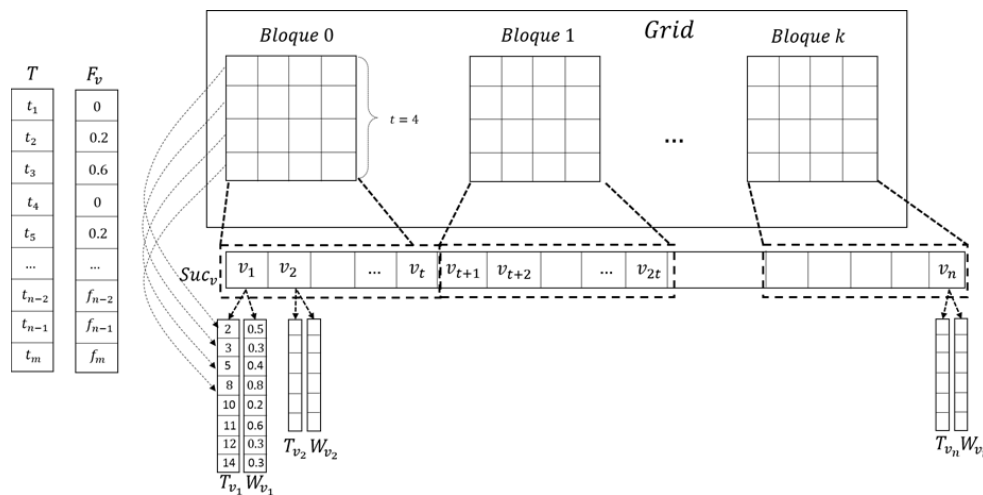 Grid
Bloque 0
Bloque 1
Bloque k
t = 4
...
T F_v
t_1 0
t_2 0.2
t_3 0.6
t_4 0
t_5 0.2
... ...
t_{n−2} f_{n−2}
t_{n−1} f_{n−1}
t_m f_m
Suc_v v_1 v_2 ... v_t v_{t+1} v_{t+2} ... v_{2t} v_n
2 0.5
3 0.3
5 0.4
8 0.8
10 0.2
11 0.6
12 0.3
14 0.3
T_{v_1} W_{v_1}
T_{v_2} W_{v_2}
T_{v_n} W_v